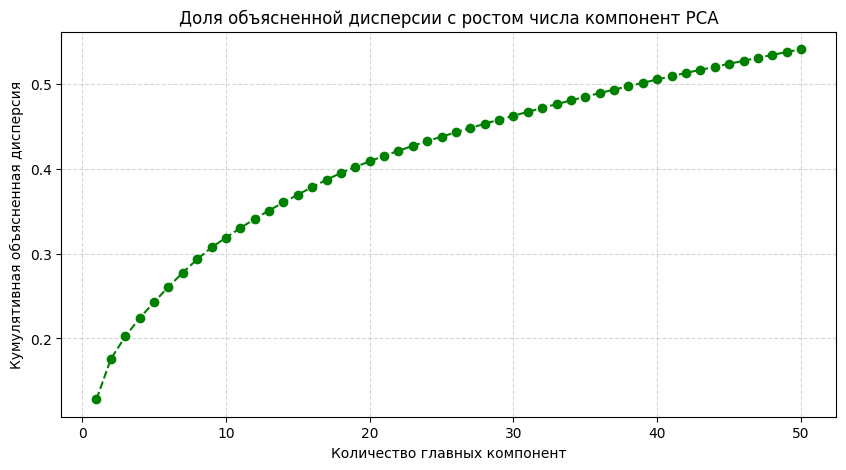 Доля объясненной дисперсии с ростом числа компонент PCA
Кумулятивная объясненная дисперсия
0.5
0.4
0.3
0.2
0 10 20 30 40 50
Количество главных компонент